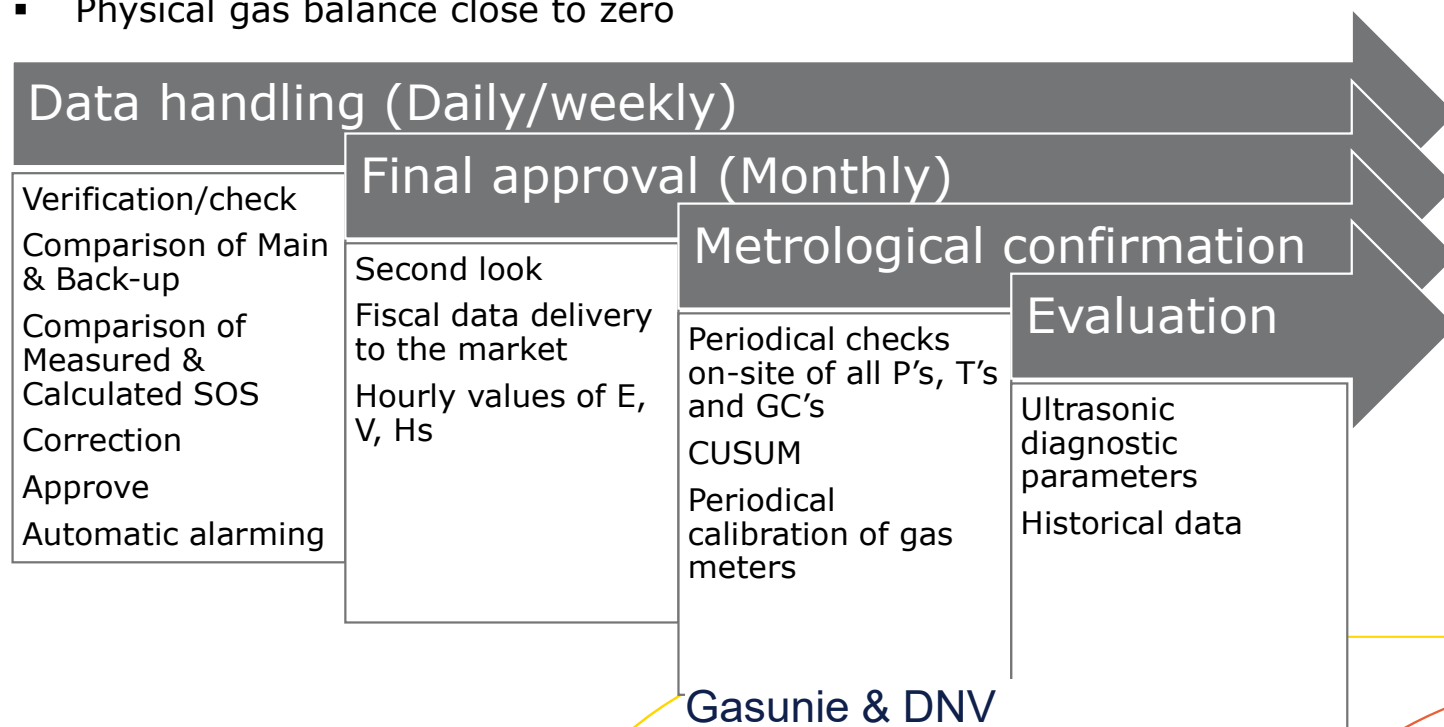 ▪ Physical gas balance close to zero
Data handling (Daily/weekly)
Verification/check
Comparison of Main
& Back-up
Comparison of
Measured &
Calculated SOS
Correction
Approve
Automatic alarming
Final approval (Monthly)
Second look
Fiscal data delivery
to the market
Hourly values of E,
V, Hs
Metrological confirmation
Periodical checks
on-site of all P’s, T’s
and GC’s
CUSUM
Periodical
calibration of gas
meters
Evaluation
Ultrasonic
diagnostic
parameters
Historical data
Gasunie & DNV